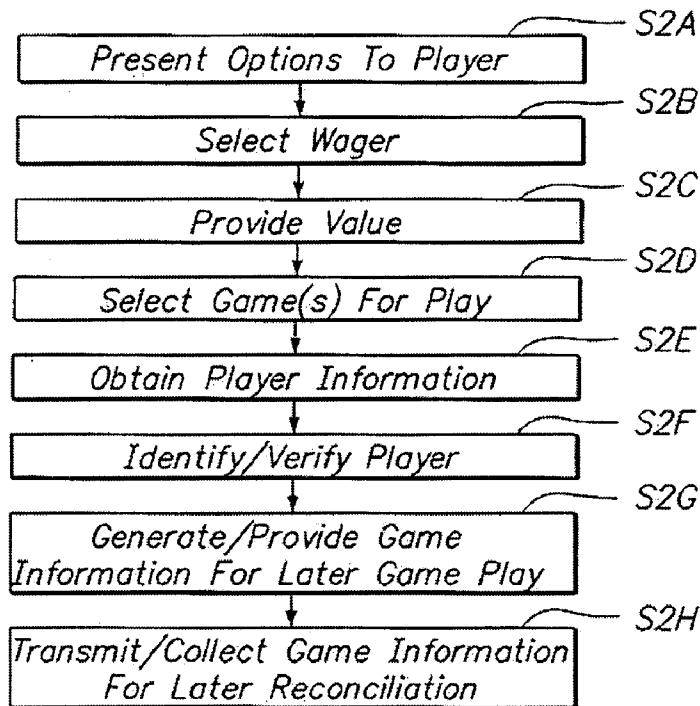 S2A
Present Options To Player
S2B
Select Wager
S2C
Provide Value
S2D
Select Game(s) For Play
S2E
Obtain Player Information
S2F
Identify/Verify Player
S2G
Generate/Provide Game
Information For Later Game Play
S2H
Transmit/Collect Game Information
For Later Reconciliation